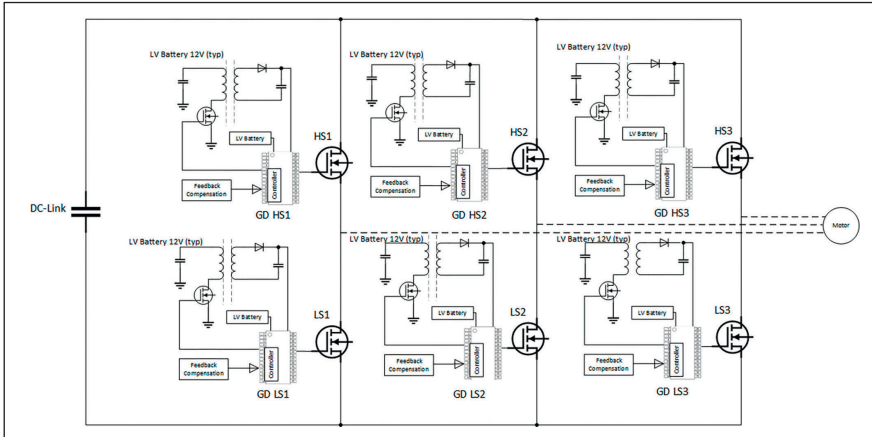 LV Battery 12V (typ)
LV Battery
Feedback
Compensation
Controller
GD HS1
HS1
LV Battery 12V (typ)
LV Battery
Feedback
Compensation
Controller
GD HS2
HS2
LV Battery 12V (typ)
LV Battery
Feedback
Compensation
Controller
GD HS3
HS3
DC-Link
Motor
LV Battery 12V (typ)
LV Battery
Feedback
Compensation
Controller
GD LS1
LS1
LV Battery 12V (typ)
LV Battery
Feedback
Compensation
Controller
GD LS2
LS2
LV Battery 12V (typ)
LV Battery
Feedback
Compensation
Controller
GD LS3
LS3